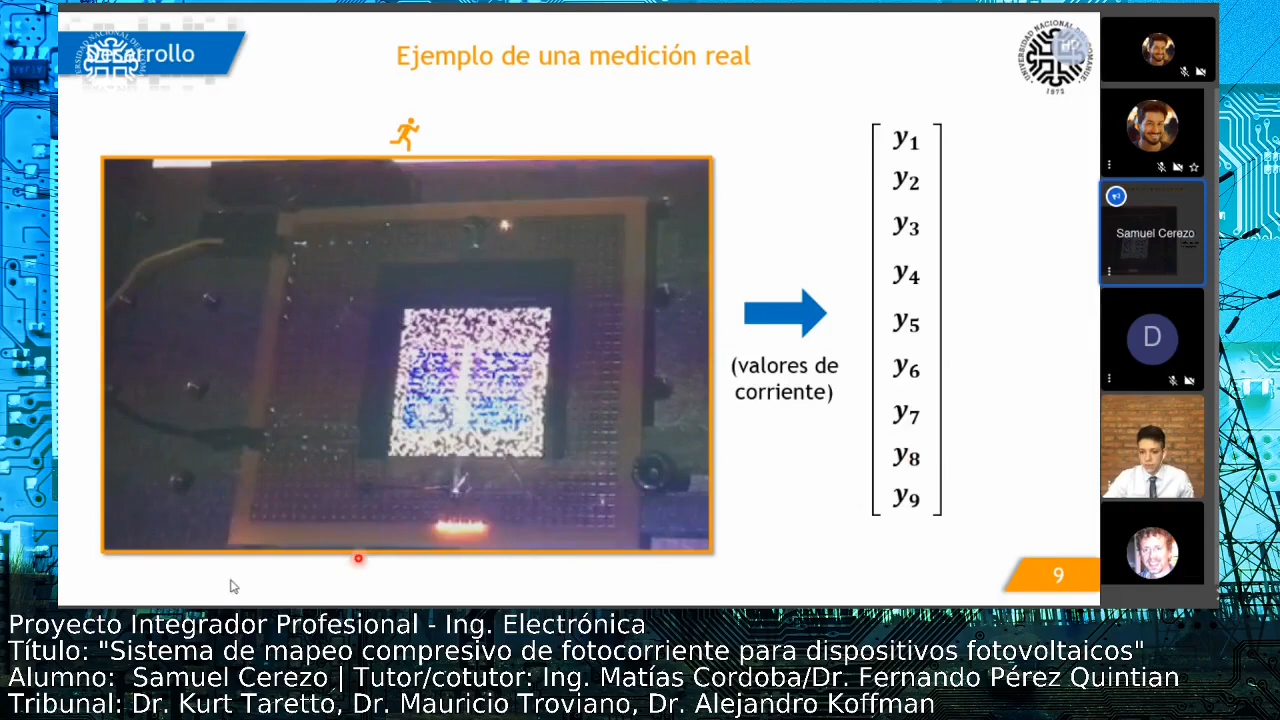 Desarrollo
Ejemplo de una medición real
1972
y1
y2
y3
y4
y5
y6
y7
y8
y9
(valores de
corriente)
9
Samuel Cerezo
D
Proyecto Integrador Profesional - Ing. Electrónica
Título: "Sistema de mapeo compresivo de fotocorriente para dispositivos fotovoltaicos"
Alumno:  Samuel Cerezo | Tutor/cotutor: Ing. Matías Cordoba/Dr. Fernando Pérez Quintian
Tribunal: Dr. Kurt Taretto, Dr. Mauricio Troviano, Dr. Alejandro Koffman